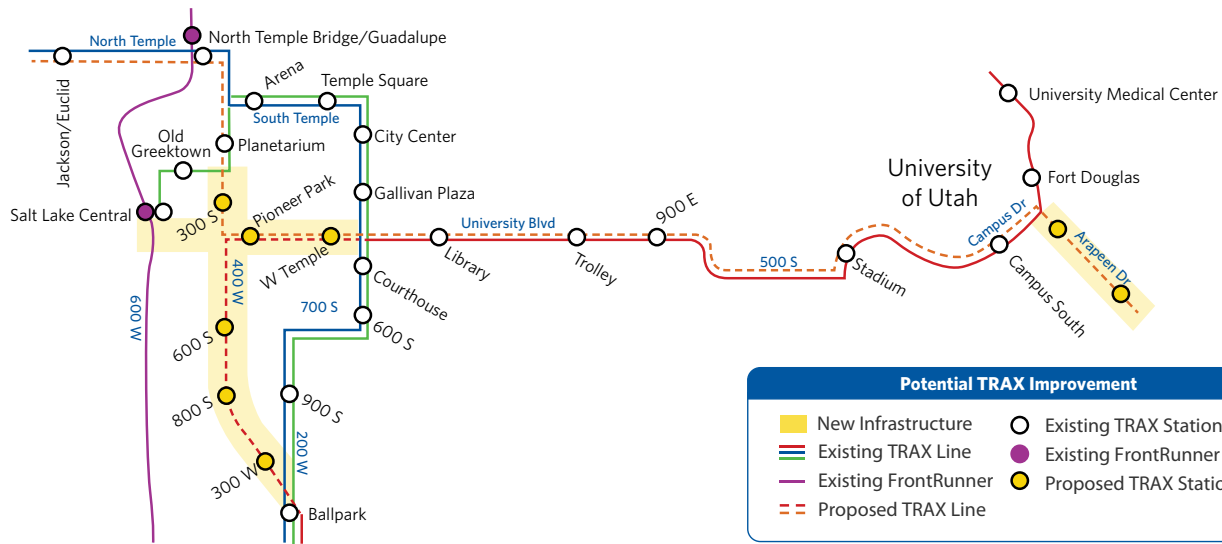 North Temple
North Temple Bridge/Guadalupe
Jackson/Euclid
Arena
Temple Square
South Temple
University Medical Center
Old
Greektown
Planetarium
City Center
University
of Utah
Fort Douglas
Salt Lake Central
300 S
Pioneer Park
Gallivan Plaza
University Blvd
900 E
Campus Dr
Arapeen Dr
W Temple
Library
Trolley
500 S
Stadium
Campus South
400 W
Courthouse
600 W
700 S
600 S
600 S
800 S
900 S
200 W
300 W
Ballpark
Potential TRAX Improvement
New Infrastructure
Existing TRAX Line
Existing FrontRunner
Proposed TRAX Line
Existing TRAX Station
Existing FrontRunner
Proposed TRAX Statio